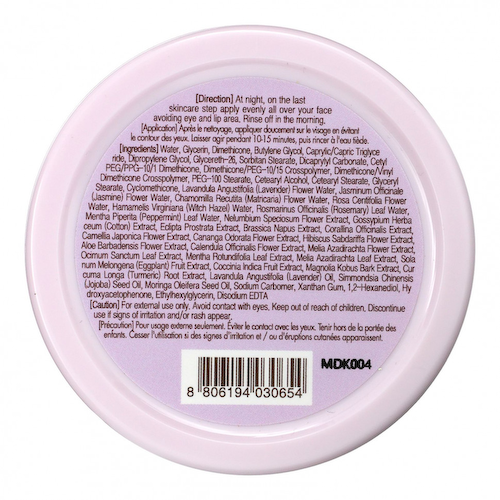 [Direction] At night, on the last
skincare step apply evenly all over your face
avoiding eye and lip area. Rinse off in the morning.
[Application] Après le nettoyage, appliquer doucement sur le visage en évitant
le contour des yeux. Laisser agir pendant 10-15 minutes, puis rincer à l'eau tiède.
[Ingredients] Water, Glycerin, Dimethicone, Butylene Glycol, Caprylic/Capric Triglyce
ride, Dipropylene Glycol, Glycereth-26, Sorbitan Stearate, Dicaprylyl Carbonate, Cetyl
PEG/PPG-10/1 Dimethicone, Dimethicone/PEG-10/15 Crosspolymer, Dimethicone/Vinyl
Dimethicone Crosspolymer, PEG-100 Stearate, Cetearyl Alcohol, Cetearyl Stearate, Glyceryl
Stearate, Cyclomethicone, Lavandula Angustifolia (Lavender) Flower Water, Jasminum Officinale
(Jasmine) Flower Water, Chamomilla Recutita (Matricaria) Flower Water, Rosa Centifolia Flower
Water, Hamamelis Virginiana (Witch Hazel) Water, Rosmarinus Officinalis (Rosemary) Leaf Water,
Mentha Piperita (Peppermint) Leaf Water, Nelumbium Speciosum Flower Extract, Gossypium Herba
ceum (Cotton) Extract, Eclipta Prostrata Extract, Brassica Napus Extract, Corallina Officinalis Extract,
Camellia Japonica Flower Extract, Cananga Odorata Flower Extract, Hibiscus Sabdariffa Flower Extract,
Aloe Barbadensis Flower Extract, Calendula Officinalis Flower Extract, Melia Azadirachta Flower Extract,
Ocimum Sanctum Leaf Extract, Mentha Rotundifolia Leaf Extract, Melia Azadirachta Leaf Extract, Sola
num Melongena (Eggplant) Fruit Extract, Coccinia Indica Fruit Extract, Magnolia Kobus Bark Extract, Cur
cuma Longa (Turmeric) Root Extract, Lavandula Angustifolia (Lavender) Oil, Simmondsia Chinensis
(Jojoba) Seed Oil, Moringa Oleifera Seed Oil, Sodium Carbomer, Xanthan Gum, 1,2-Hexanediol, Hy
droxyacetophenone, Ethylhexylglycerin, Disodium EDTA
[Caution] For external use only. Avoid contact with eyes. Keep out of reach of children, Discontinue
use if signs of irritation and/or rash appear,
[Précaution] Pour usage externe seulement. Éviter le contact avec les yeux. Tenir hors de la portée des
enfants. Cesser l'utilisation si des signes d'irritation et / ou d'éruptions cutanées apparaissent.
MDK004
8 806194 030654